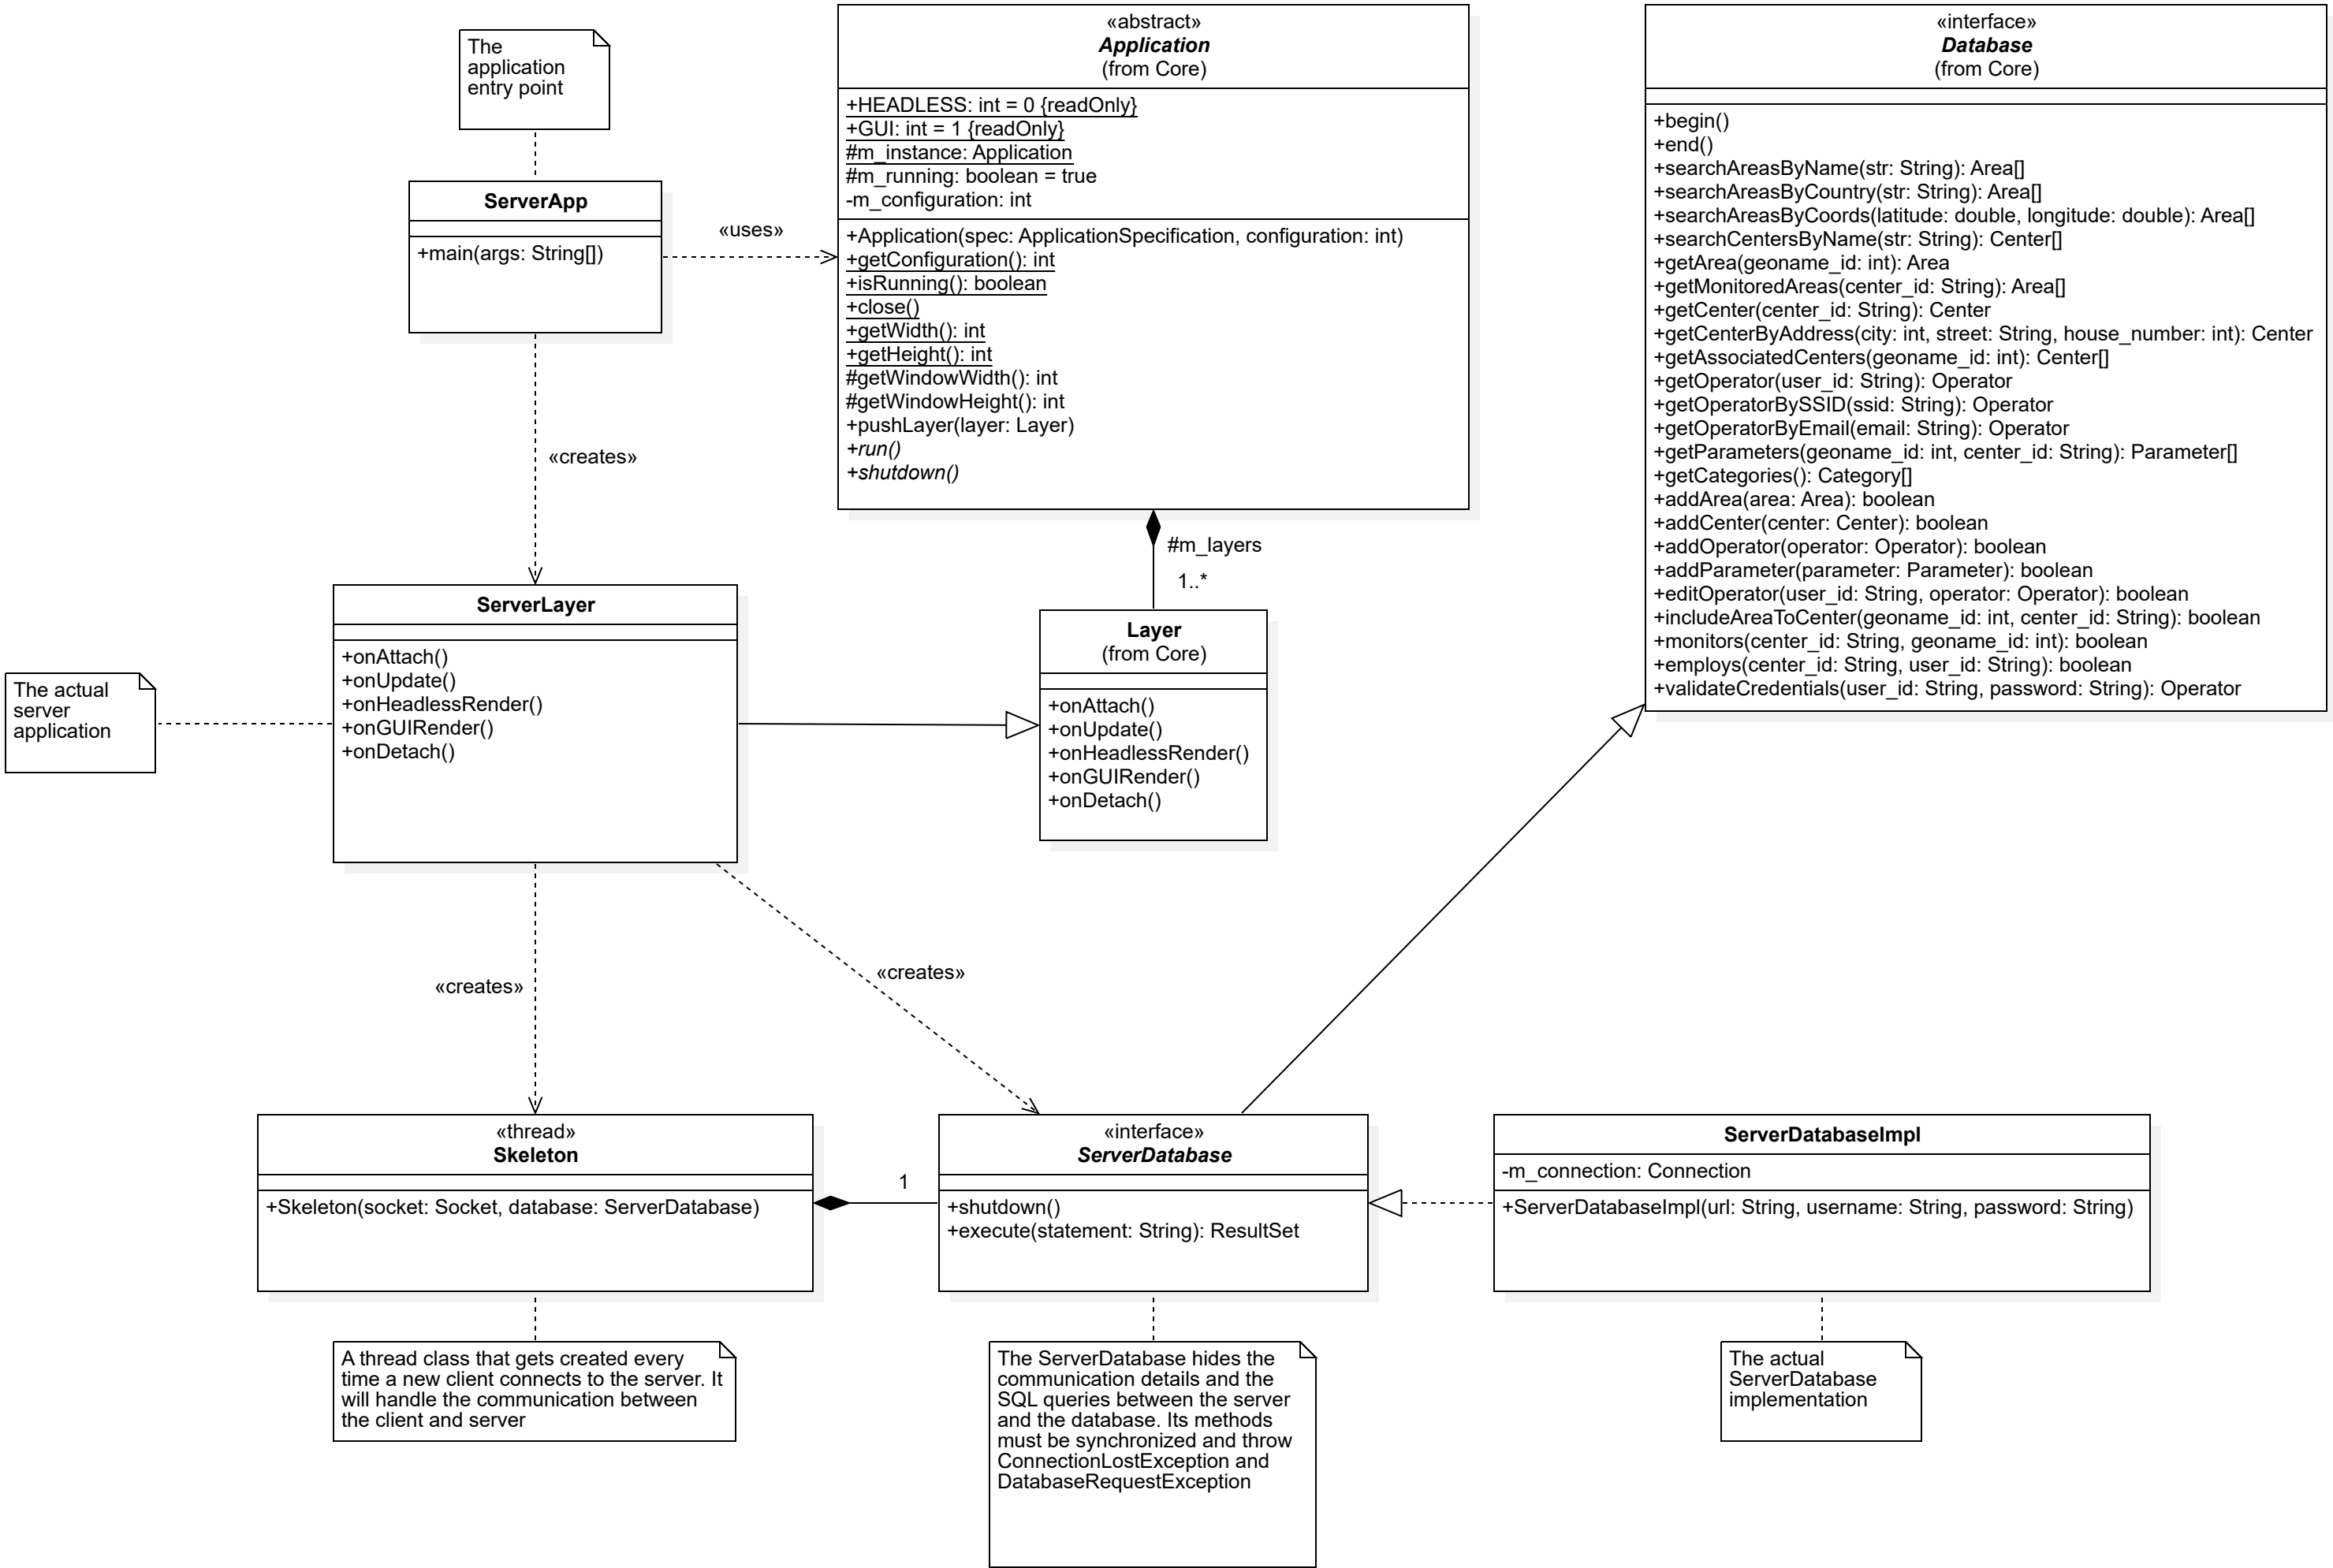 The
application
entry point
ServerApp
+main(args: String[])
«uses»
«abstract»
Application
(from Core)
+HEADLESS: int = 0 {readOnly}
+GUI: int = 1 {readOnly}
#m_instance: Application
#m_running: boolean = true
-m_configuration: int
+Application(spec: ApplicationSpecification, configuration: int)
+getConfiguration(): int
+isRunning(): boolean
+close()
+getWidth(): int
+getHeight(): int
#getWindowWidth(): int
#getWindowHeight(): int
+pushLayer(layer: Layer)
+run()
+shutdown()
«interface»
Database
(from Core)
+begin()
+end()
+searchAreasByName(str: String): Area[]
+searchAreasByCountry(str: String): Area[]
+searchAreasByCoords(latitude: double, longitude: double): Area[]
+searchCentersByName(str: String): Center[]
+getArea(geoname_id: int): Area
+getMonitoredAreas(center_id: String): Area[]
+getCenter(center_id: String): Center
+getCenterByAddress(city: int, street: String, house_number: int): Center
+getAssociatedCenters(geoname_id: int): Center[]
+getOperator(user_id: String): Operator
+getOperatorBySSID(ssid: String): Operator
+getOperatorByEmail(email: String): Operator
+getParameters(geoname_id: int, center_id: String): Parameter[]
+getCategories(): Category[]
+addArea(area: Area): boolean
+addCenter(center: Center): boolean
+addOperator(operator: Operator): boolean
+addParameter(parameter: Parameter): boolean
+editOperator(user_id: String, operator: Operator): boolean
+includeAreaToCenter(geoname_id: int, center_id: String): boolean
+monitors(center_id: String, geoname_id: int): boolean
+employs(center_id: String, user_id: String): boolean
+validateCredentials(user_id: String, password: String): Operator
«creates»
#m_layers
1..*
The actual
server
application
ServerLayer
+onAttach()
+onUpdate()
+onHeadlessRender()
+onGUIRender()
+onDetach()
Layer
(from Core)
+onAttach()
+onUpdate()
+onHeadlessRender()
+onGUIRender()
+onDetach()
«creates»
«creates»
«thread»
Skeleton
+Skeleton(socket: Socket, database: ServerDatabase)
1
«interface»
ServerDatabase
+shutdown()
+execute(statement: String): ResultSet
ServerDatabaseImpl
-m_connection: Connection
+ServerDatabaseImpl(url: String, username: String, password: String)
A thread class that gets created every
time a new client connects to the server. It
will handle the communication between
the client and server
The ServerDatabase hides the
communication details and the
SQL queries between the server
and the database. Its methods
must be synchronized and throw
ConnectionLostException and
DatabaseRequestException
The actual
ServerDatabase
implementation